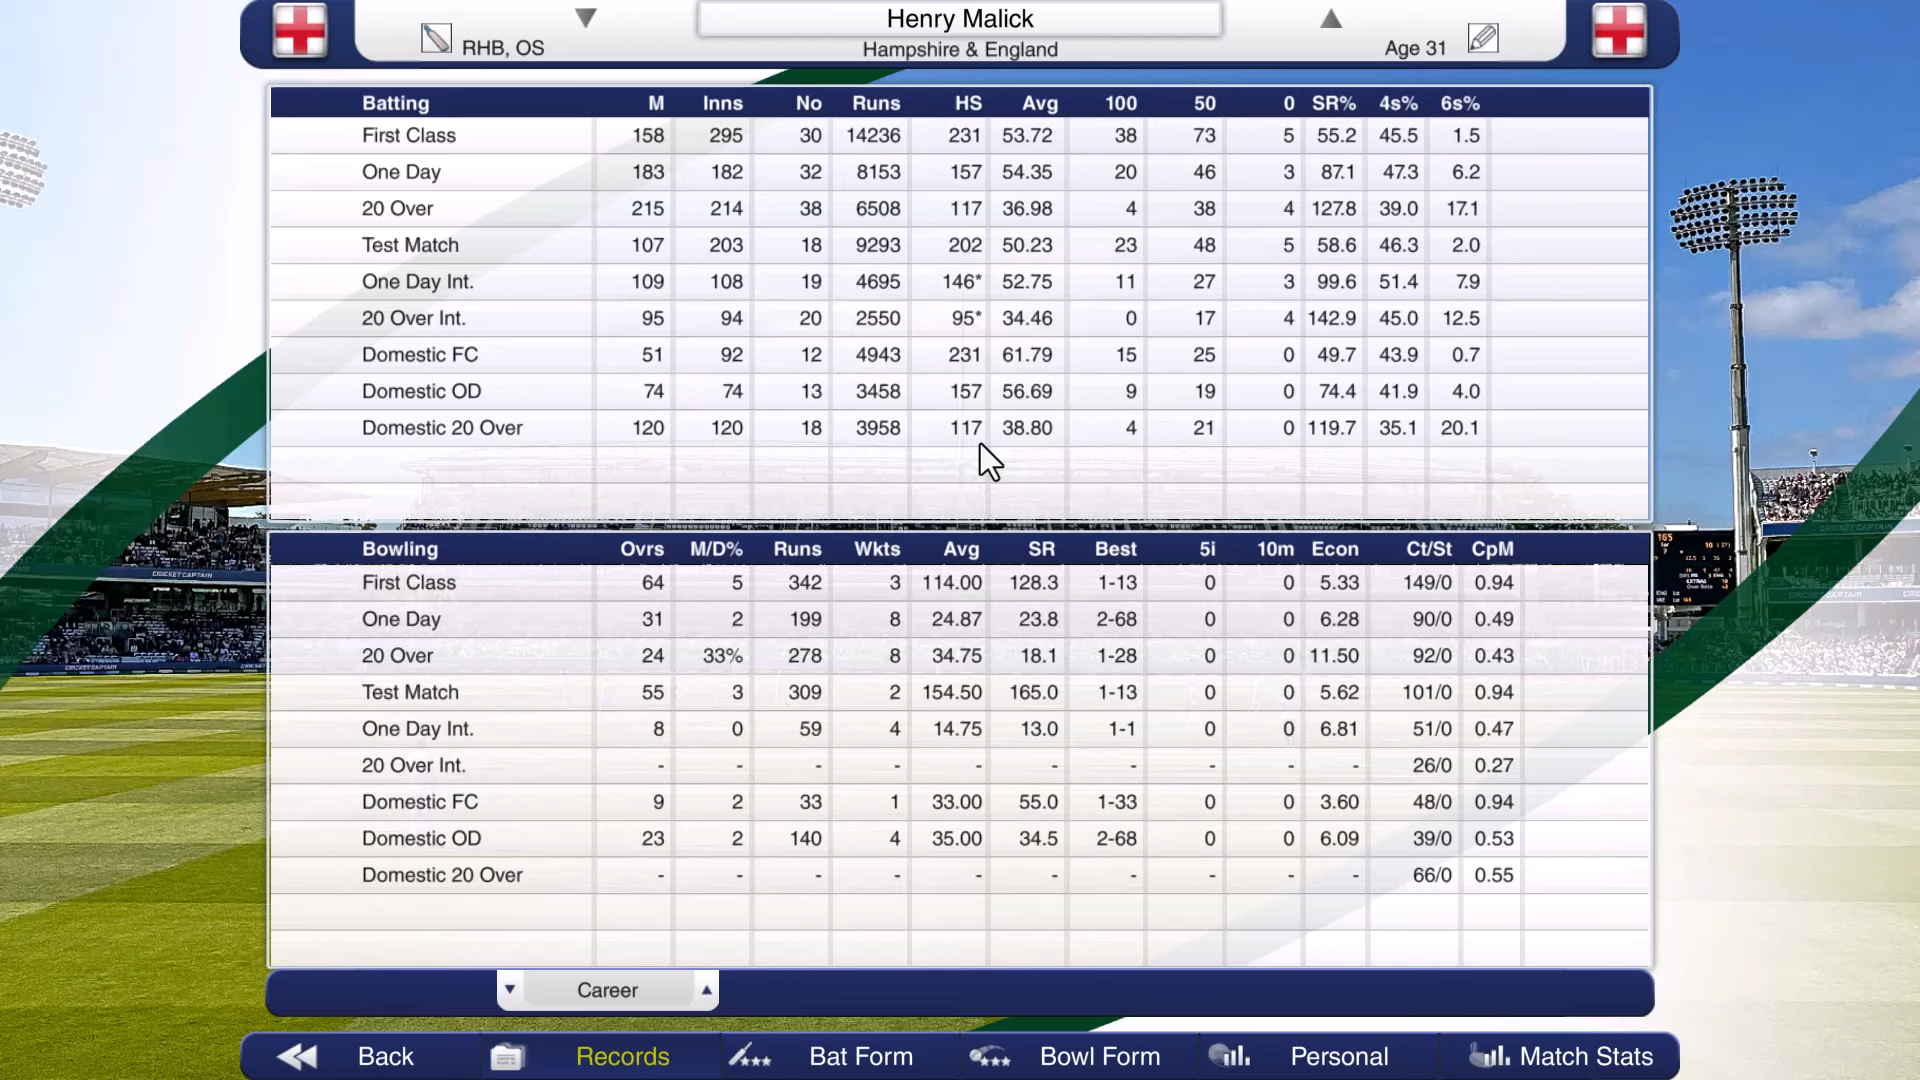 Henry Malick
RHB, OS
Hampshire & England
Age 31
Batting M Inns No Runs HS Avg 100 50 0 SR% 4s% 6s%
First Class 158 295 30 14236 231 53.72 38 73 5 55.2 45.5 1.5
One Day 183 182 32 8153 157 54.35 20 46 3 87.1 47.3 6.2
20 Over 215 214 38 6508 117 36.98 4 38 4 127.8 39.0 17.1
Test Match 107 203 18 9293 202 50.23 23 48 5 58.6 46.3 2.0
One Day Int. 109 108 19 4695 146* 52.75 11 27 3 99.6 51.4 7.9
20 Over Int. 95 94 20 2550 95* 34.46 0 17 4 142.9 45.0 12.5
Domestic FC 51 92 12 4943 231 61.79 15 25 0 49.7 43.9 0.7
Domestic OD 74 74 13 3458 157 56.69 9 19 0 74.4 41.9 4.0
Domestic 20 Over 120 120 18 3958 117 38.80 4 21 0 119.7 35.1 20.1
Bowling Ovrs M/D% Runs Wkts Avg SR Best 5i 10m Econ Ct/St CpM
First Class 64 5 342 3 114.00 128.3 1-13 0 0 5.33 149/0 0.94
One Day 31 2 199 8 24.87 23.8 2-68 0 0 6.28 90/0 0.49
20 Over 24 33% 278 8 34.75 18.1 1-28 0 0 11.50 92/0 0.43
Test Match 55 3 309 2 154.50 165.0 1-13 0 0 5.62 101/0 0.94
One Day Int. 8 0 59 4 14.75 13.0 1-1 0 0 6.81 51/0 0.47
20 Over Int. - - - - - - - - - - 26/0 0.27
Domestic FC 9 2 33 1 33.00 55.0 1-33 0 0 3.60 48/0 0.94
Domestic OD 23 2 140 4 35.00 34.5 2-68 0 0 6.09 39/0 0.53
Domestic 20 Over - - - - - - - - - - 66/0 0.55
Career
Back Records Bat Form Bowl Form Personal Match Stats
CRICKET CAPTAIN
CRICKET CAPTAIN
CRICKET CAPTAIN
165